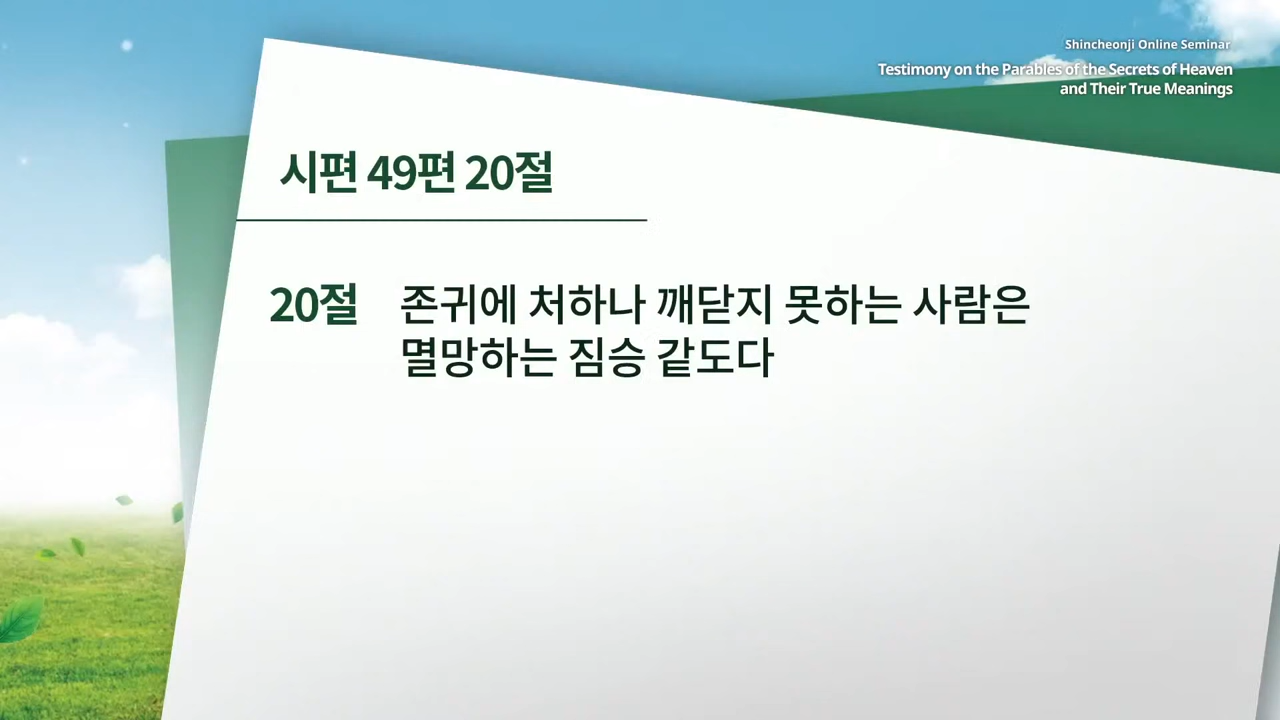 Shincheonji Online Seminar
Testimony on the Parables of the Secrets of Heaven
and Their True Meanings
시편 49편 20절
20절 존귀에 처하나 깨닫지 못하는 사람은
멸망하는 짐승 같도다